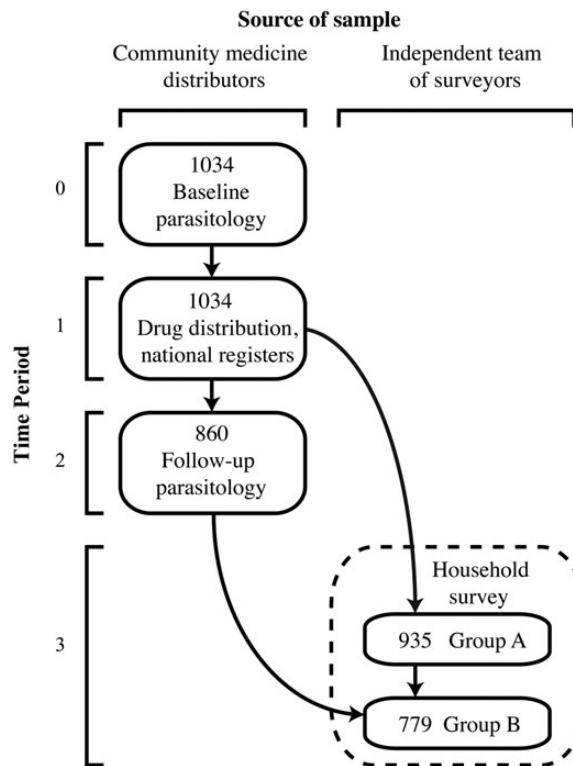 Source of sample
Community medicine
distributors
Independent team
of surveyors
0
1034
Baseline
parasitology
1
1034
Drug distribution,
national registers
Time Period
2
860
Follow-up
parasitology
3
Household
survey
935 Group A
779 Group B